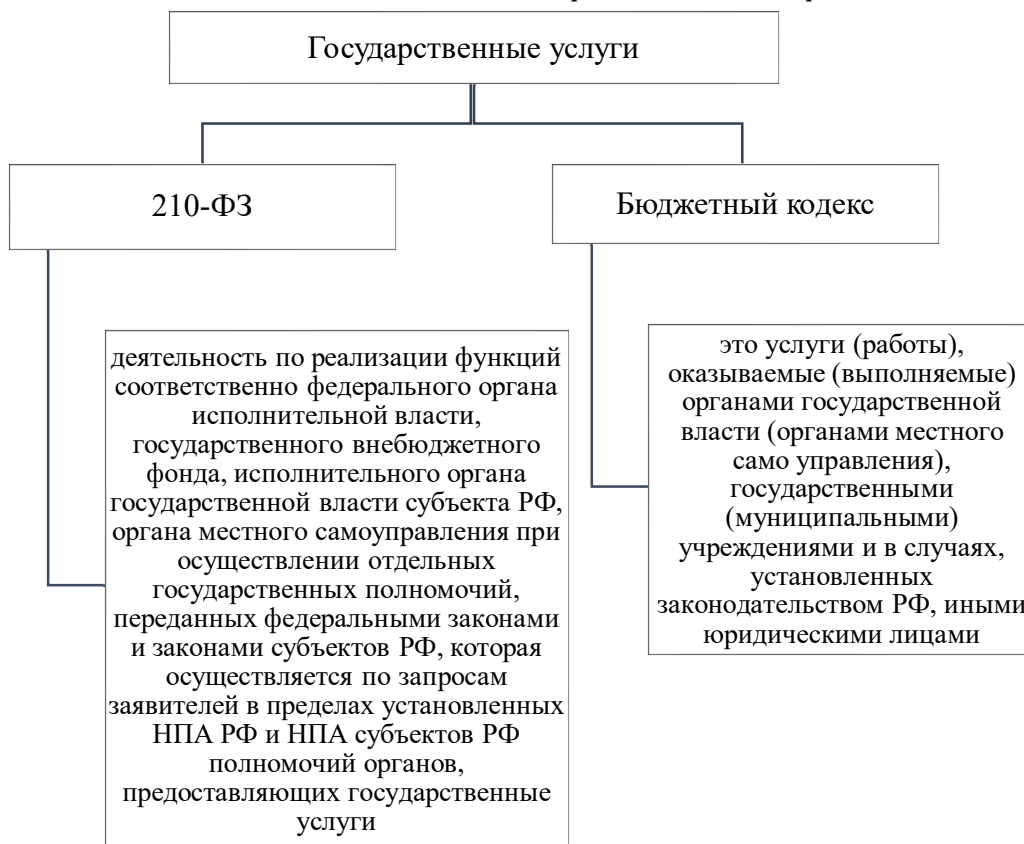 Государственные услуги
210-ФЗ
Бюджетный кодекс
деятельность по реализации функций
соответственно федерального органа
исполнительной власти,
государственного внебюджетного
фонда, исполнительного органа
государственной власти субъекта РФ,
органа местного самоуправления при
осуществлении отдельных
государственных полномочий,
переданных федеральными законами
и законами субъектов РФ, которая
осуществляется по запросам
заявителей в пределах установленных
НПА РФ и НПА субъектов РФ
полномочий органов,
предоставляющих государственные
услуги
это услуги (работы),
оказываемые (выполняемые)
органами государственной
власти (органами местного
само управления),
государственными
(муниципальными)
учреждениями и в случаях,
установленных
законодательством РФ, иными
юридическими лицами